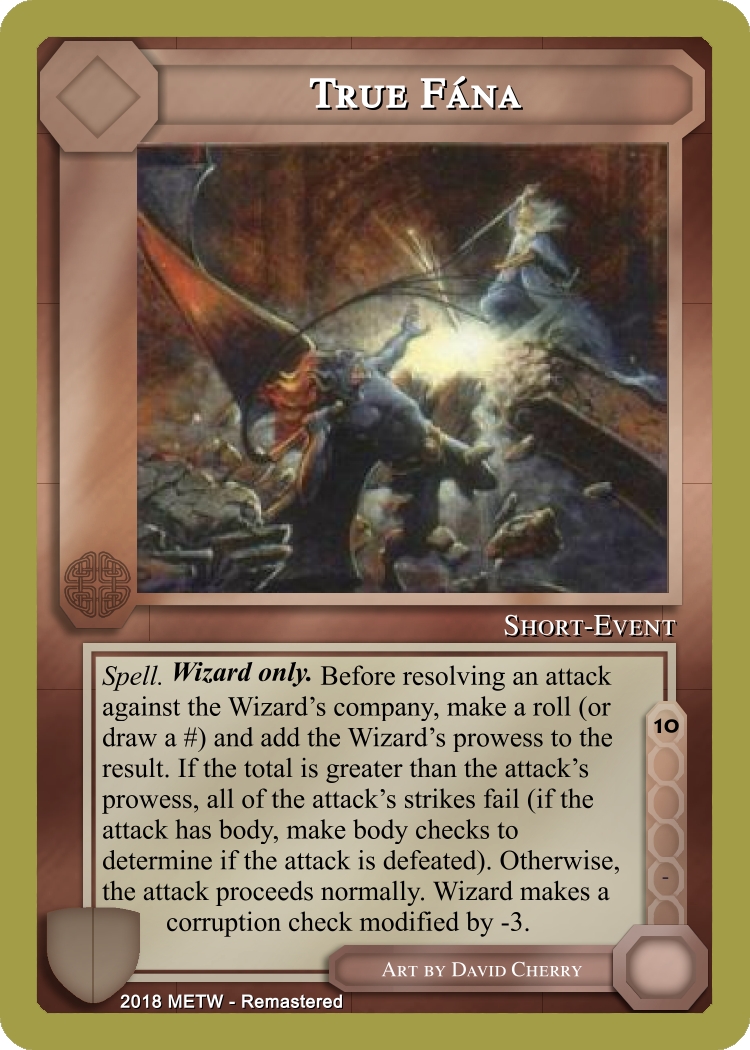 True Fána
Short-Event
Spell. Wizard only. Before resolving an attack
against the Wizard's company, make a roll (or
draw a #) and add the Wizard's prowess to the
result. If the total is greater than the attack's
prowess, all of the attack's strikes fail (if the
attack has body, make body checks to
determine if the attack is defeated). Otherwise,
the attack proceeds normally. Wizard makes a
corruption check modified by -3.
10
-
Art by David Cherry
2018 METW - Remastered